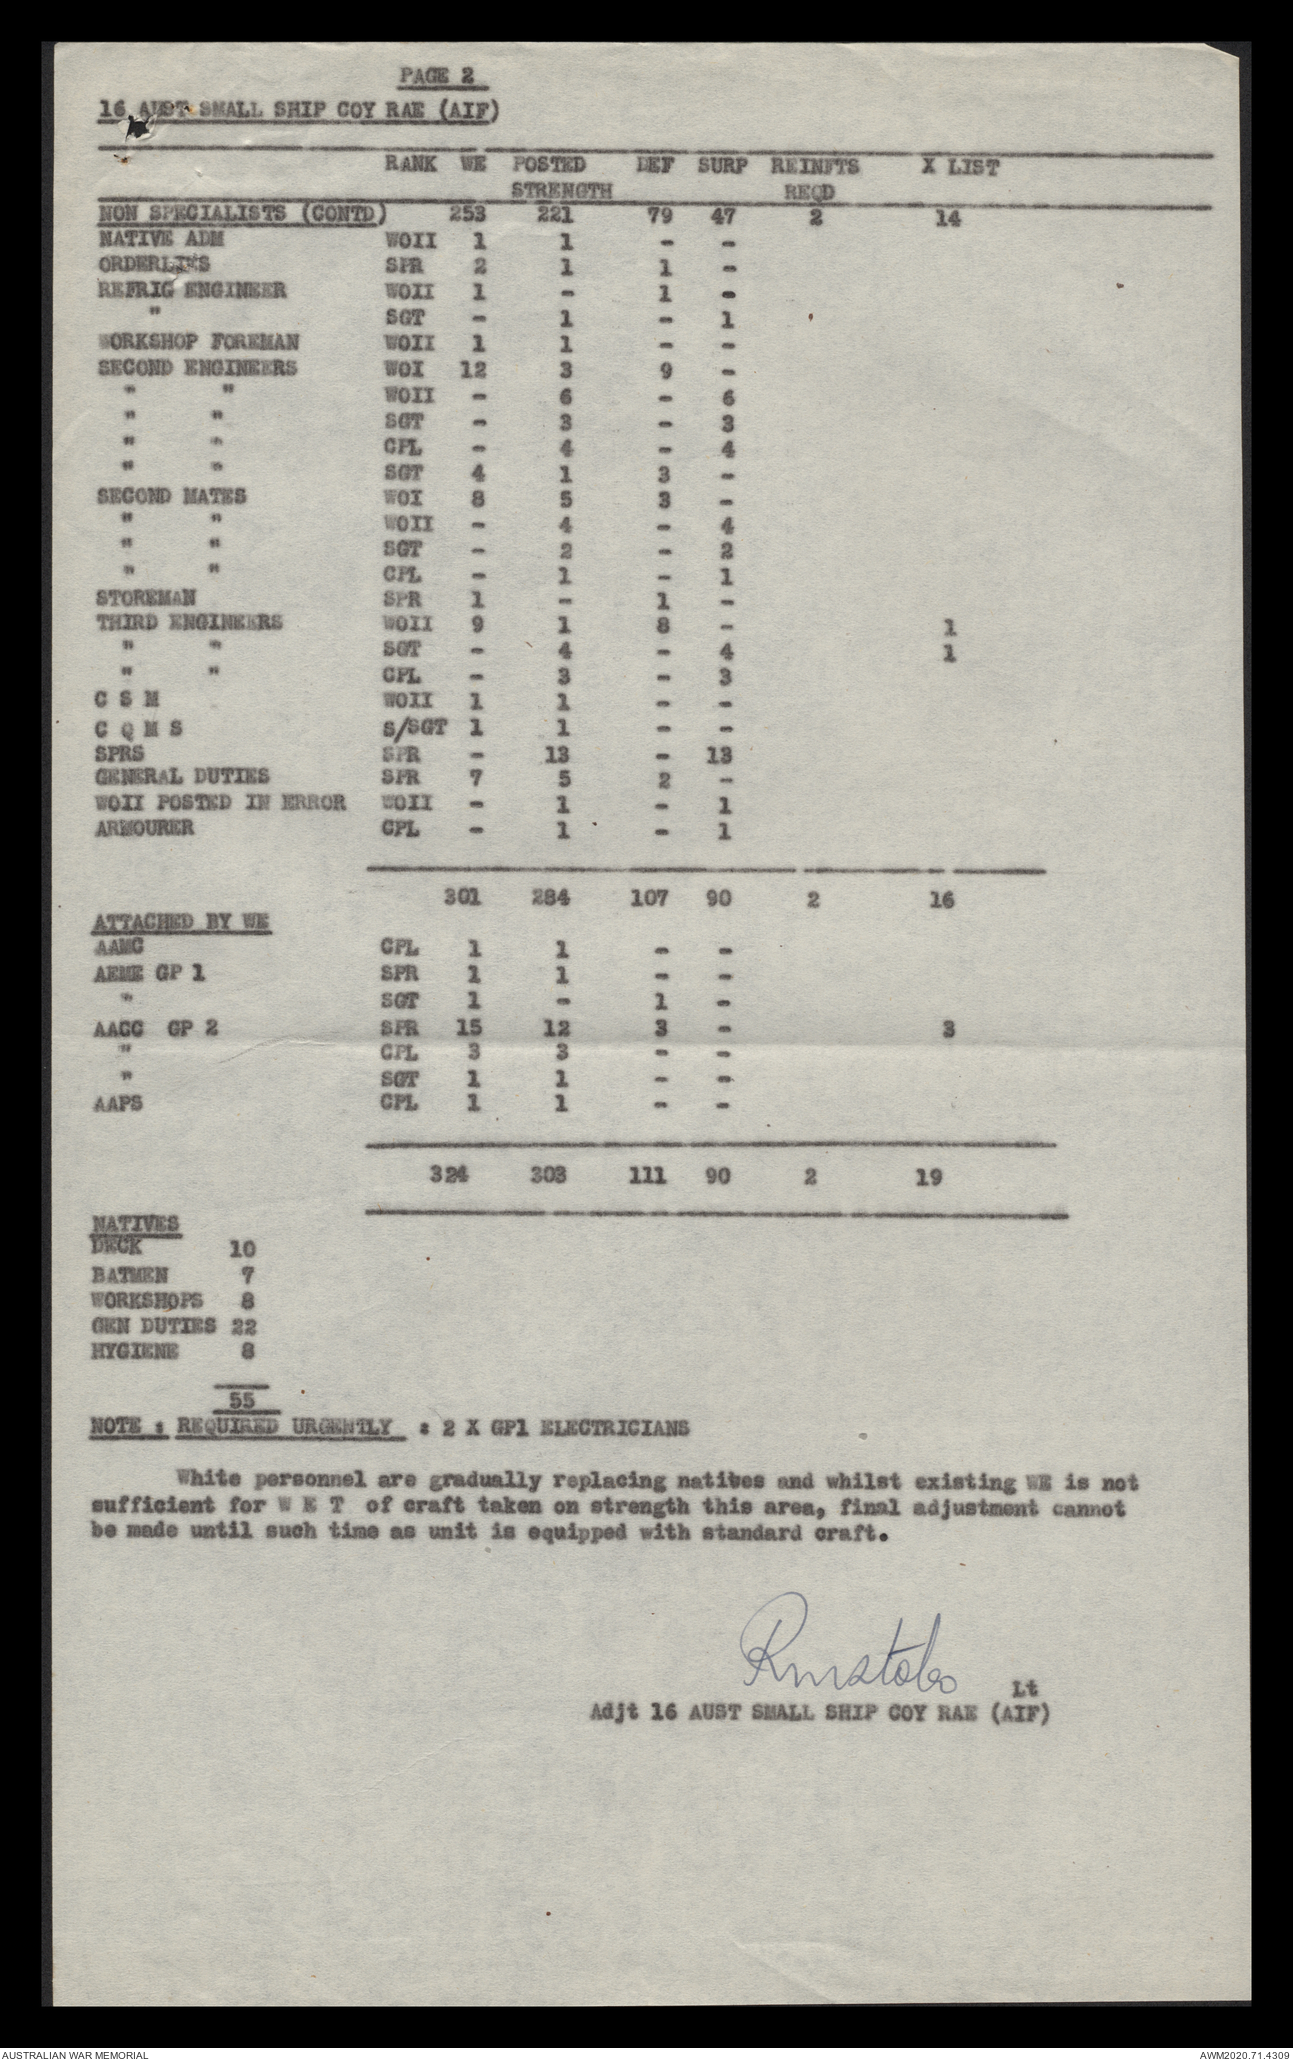 PAGE 2
16 AUST SMALL SHIP COY RAE (AIF)
RANK WE POSTED DEF SURP REINFTS X LIST
STRENGTH REQD
NON SPECIALISTS (CONTD) 253 221 79 47 2 14
NATIVE ADM WOII 1 1 - -
ORDERLIES SPR 2 1 1 -
REFRIG ENGINEER WOII 1 - 1 -
" SGT - 1 - 1
WORKSHOP FOREMAN WOII 1 1 - -
SECOND ENGINEERS WOI 12 3 9 -
" " WOII - 6 - 6
" " SGT - 3 - 3
" " CPL - 4 - 4
" " SGT 4 1 3 -
SECOND MATES WOI 8 5 3 -
" " WOII - 4 - 4
" " SGT - 2 - 2
" " CPL - 1 - 1
STOREMAN SPR 1 - 1 -
THIRD ENGINEERS WOII 9 1 8 - 1
" " SGT - 4 - 4 1
" " CPL - 3 - 3
C S M WOII 1 1 - -
C Q M S S/SGT 1 1 - -
SPRS SPR - 13 - 13
GENERAL DUTIES SPR 7 5 2 -
WOII POSTED IN ERROR WOII - 1 - 1
ARMOURER CPL - 1 - 1
301 284 107 90 2 16
ATTACHED BY WE
AAMC CPL 1 1 - -
AEME GP 1 SPR 1 1 - -
" SGT 1 - 1 -
AACC GP 2 SPR 15 12 3 - 3
" CPL 3 3 - -
" SGT 1 1 - -
AAPS CPL 1 1 - -
324 303 111 90 2 19
NATIVES
DECK 10
BATMEN 7
WORKSHOPS 8
GEN DUTIES 22
HYGIENE 8
55
NOTE : REQUIRED URGENTLY : 2 X GP1 ELECTRICIANS
White personnel are gradually replacing natives and whilst existing WE is not
sufficient for W E T of craft taken on strength this area, final adjustment cannot
be made until such time as unit is equipped with standard craft.
Lt
Adjt 16 AUST SMALL SHIP COY RAE (AIF)
AUSTRALIAN WAR MEMORIAL AWM2020.71.4309